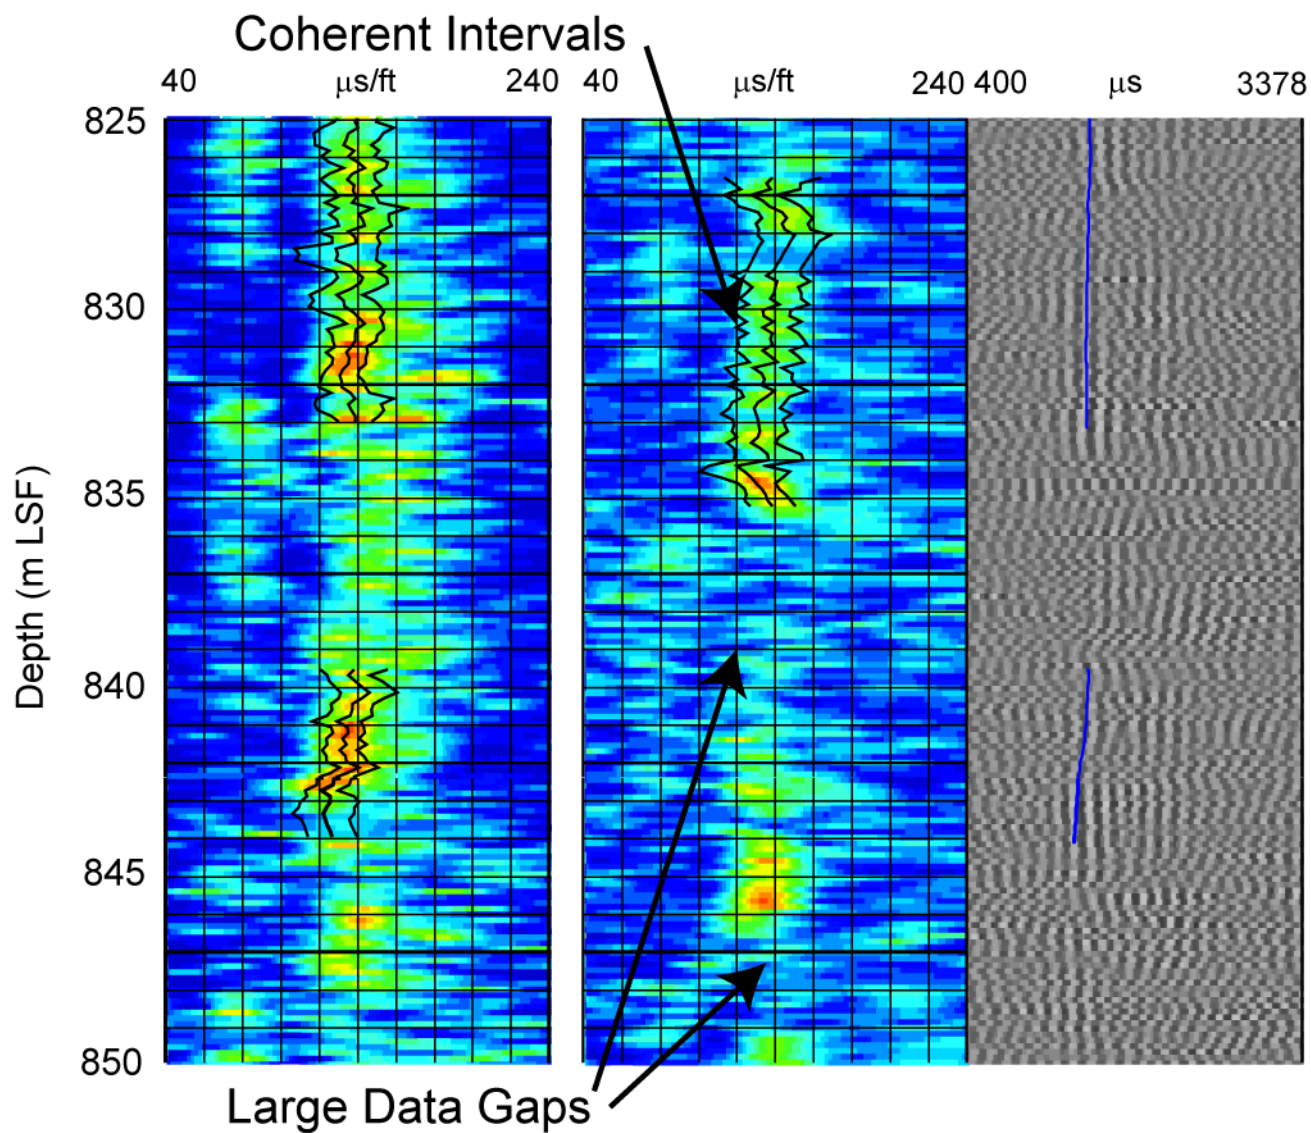 Coherent Intervals
40 μs/ft 240 40 μs/ft 240 400 μs 3378
825
830
Depth (m LSF)
835
840
845
850
Large Data Gaps